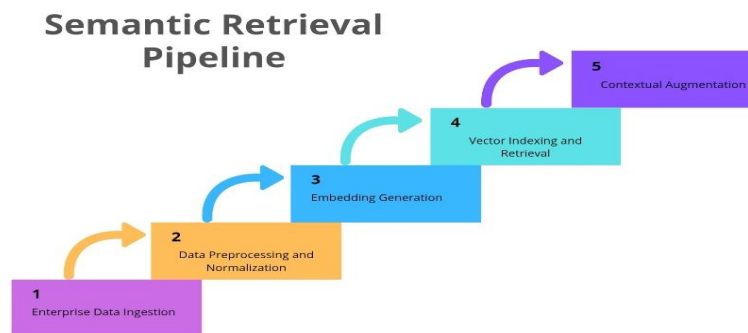 Semantic Retrieval
Pipeline
1
Enterprise Data Ingestion
2
Data Preprocessing and
Normalization
3
Embedding Generation
4
Vector Indexing and
Retrieval
5
Contextual Augmentation